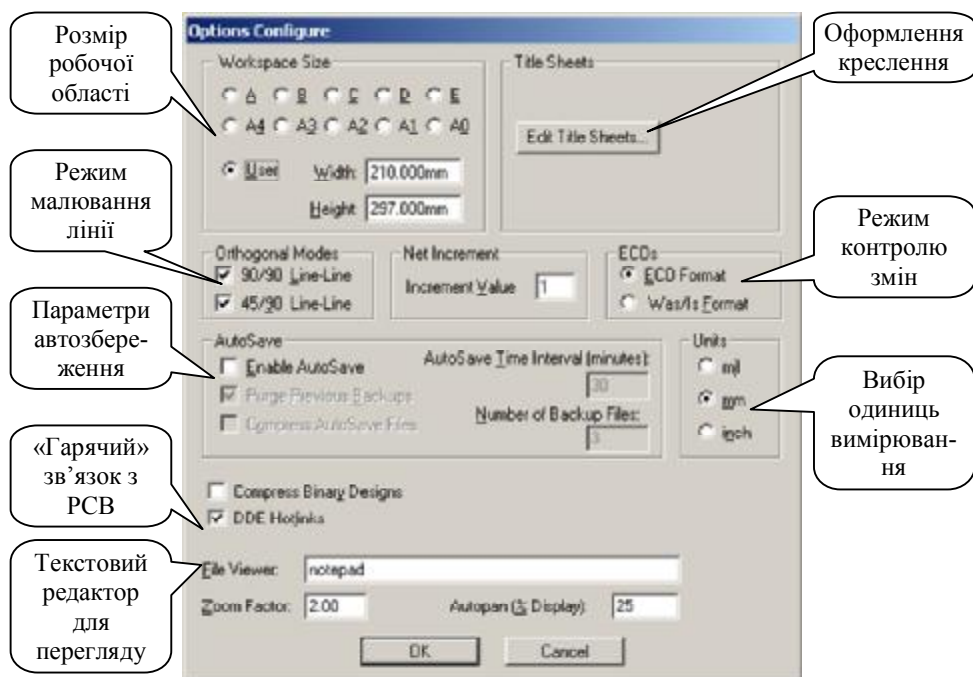 Розмір
робочої
області
Режим
малювання
лінії
Параметри
автозбере-
ження
«Гарячий»
зв’язок з
PCB
Текстовий
редактор
для
перегляду
Options Configure
Workspace Size
A B C D E
A4 A3 A2 A1 A0
User Width: 210.000mm
Height: 297.000mm
Title Sheets
Edit Title Sheets...
Orthogonal Modes
90/90 Line-Line
45/90 Line-Line
Net Increment
Increment Value 1
ECOs
ECO Format
Was/Is Format
AutoSave
Enable AutoSave
Purge Previous Backups
Compress AutoSave Files
AutoSave Time Interval (minutes):
30
Number of Backup Files:
3
Units
mil
mm
inch
Compress Binary Designs
DDE Hotlinks
File Viewer: notepad
Zoom Factor: 2.00 Autopan (% Display): 25
OK Cancel
Оформлення
креслення
Режим
контролю
змін
Вибір
одиниць
вимірюван-
ня